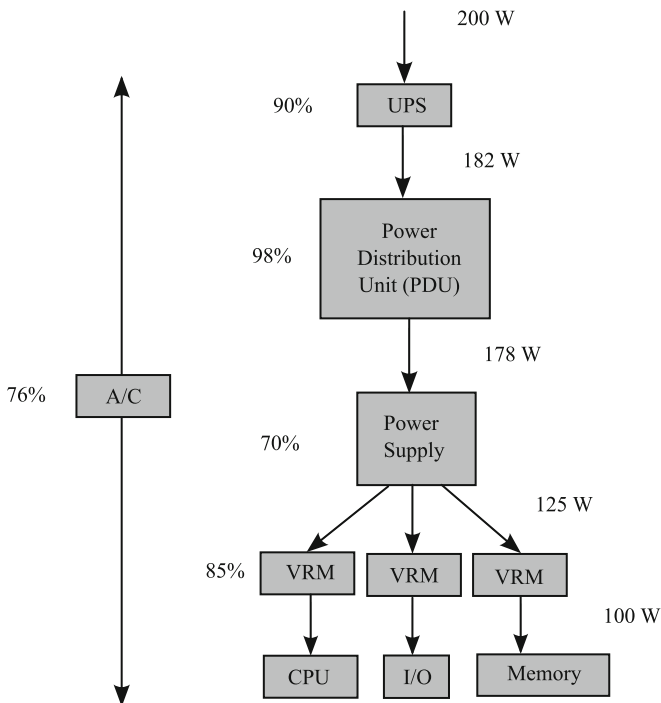 200 W
90%
UPS
182 W
98%
Power
Distribution
Unit (PDU)
178 W
76%
A/C
70%
Power
Supply
125 W
85%
VRM
VRM
VRM
100 W
CPU
I/O
Memory